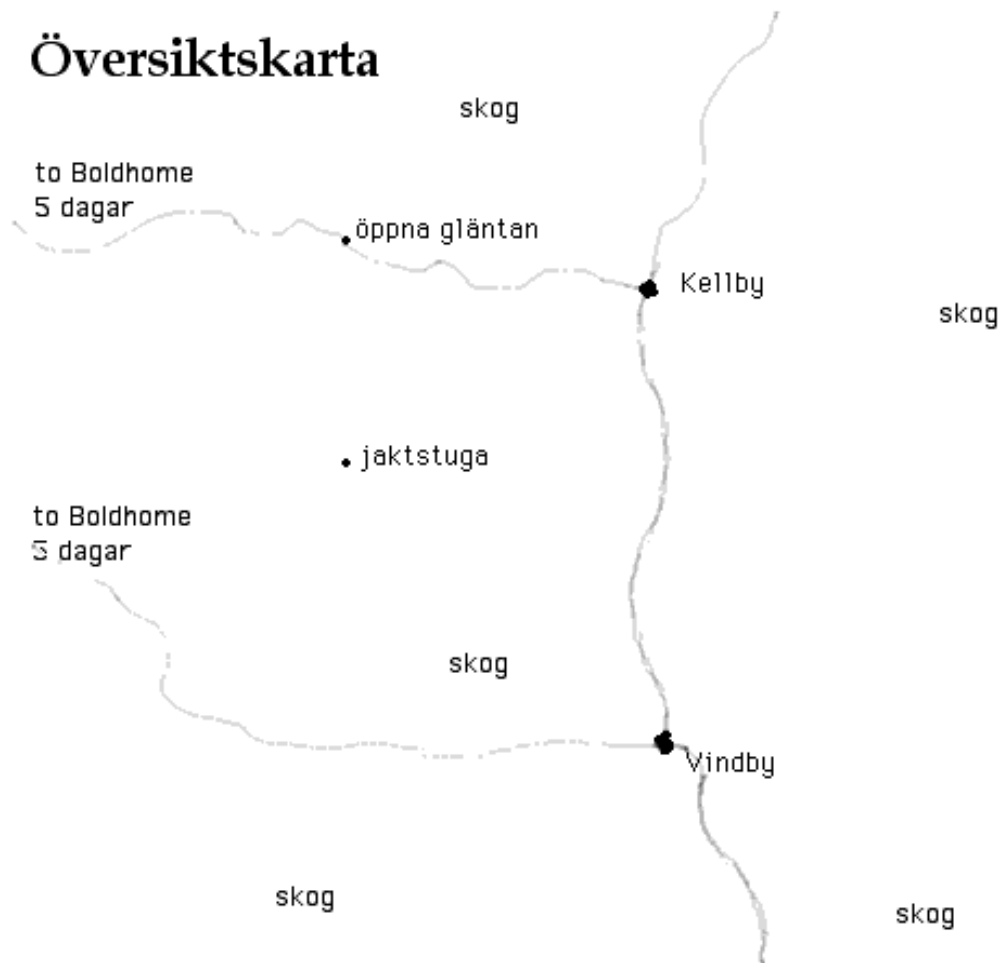 Översiktskarta
skog
to Boldhome
5 dagar
öppna gläntan
Kellby
skog
jaktstuga
to Boldhome
5 dagar
skog
Vindby
skog
skog